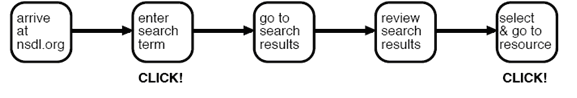 arrive
at
nsdl.org
enter
search
term
go to
search
results
review
search
results
select
& go to
resource
CLICK!
CLICK!